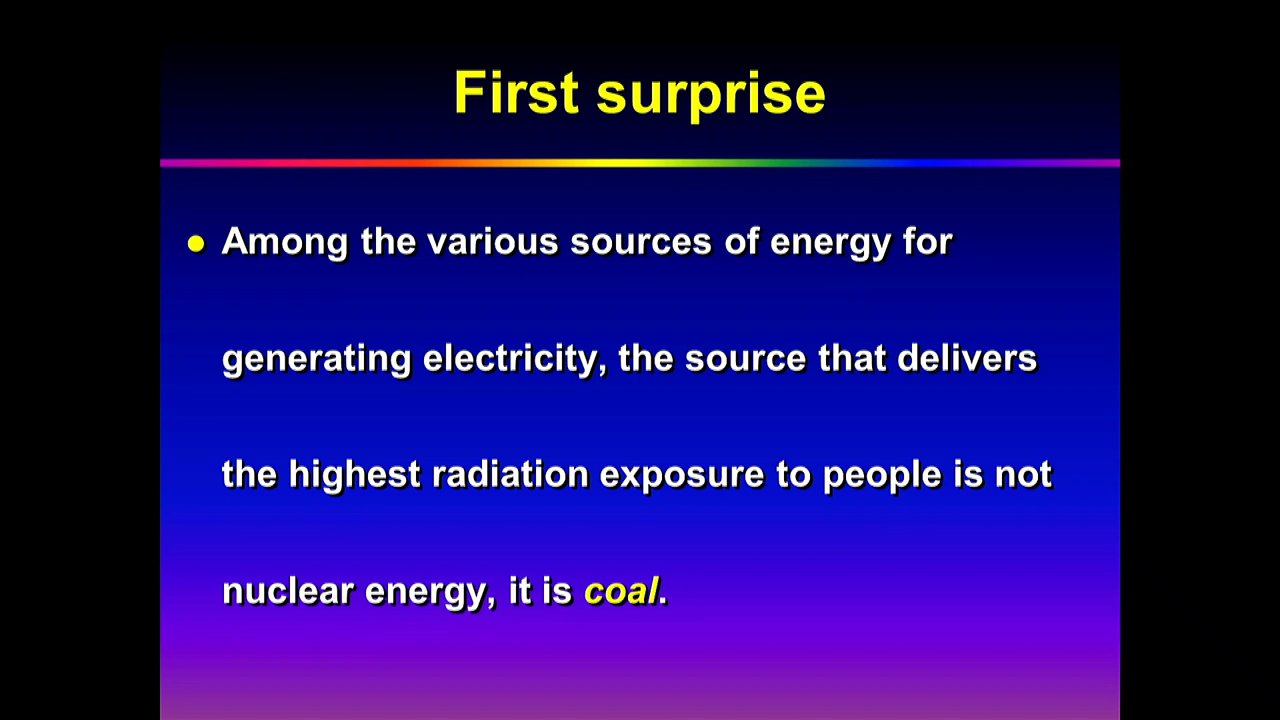 First surprise
● Among the various sources of energy for
generating electricity, the source that delivers
the highest radiation exposure to people is not
nuclear energy, it is coal.